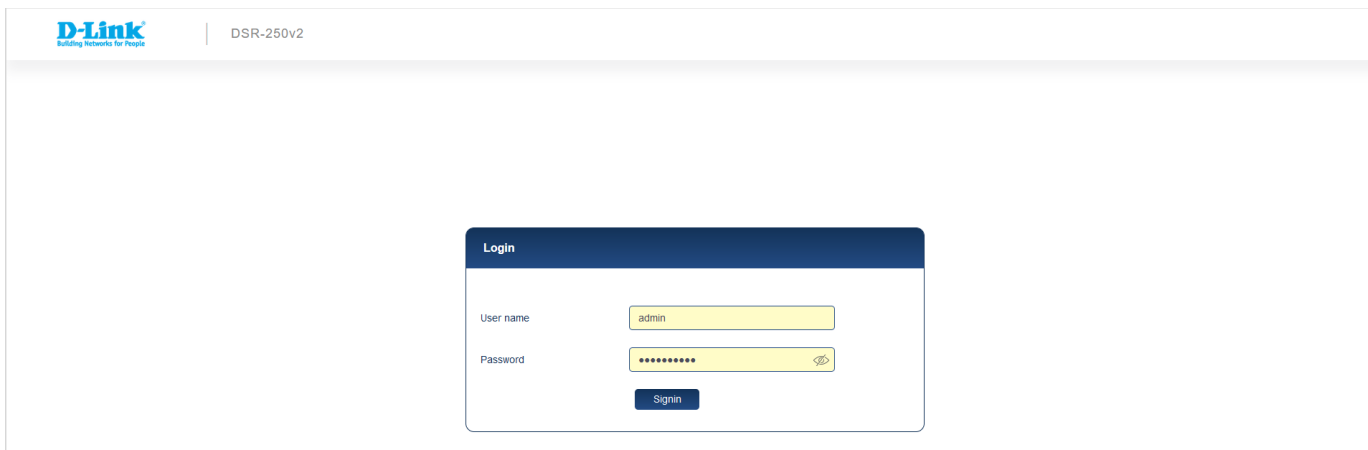 D-Link
Building Networks for People
DSR-250v2
Login
User name
admin
Password
••••••••••
Signin